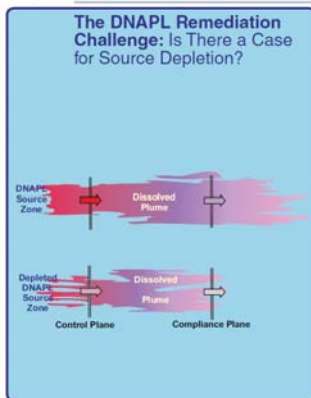 The DNAPL Remediation
Challenge: Is There a Case
for Source Depletion?
DNAPL
Source
Zone
Dissolved
Plume
Depleted
DNAPL
Source
Zone
Dissolved
Plume
Control Plane
Compliance Plane